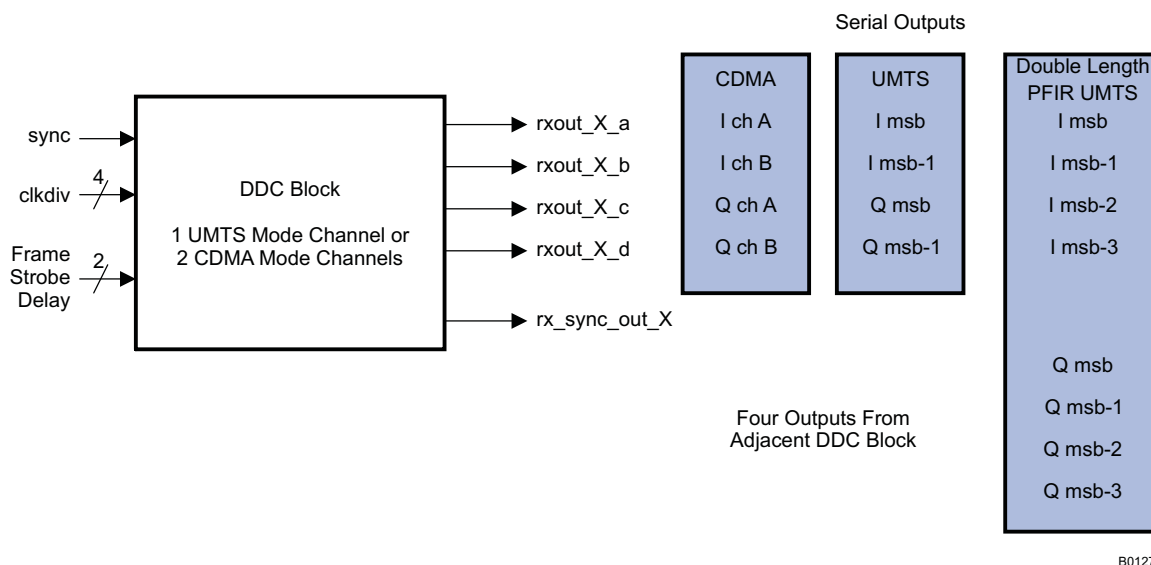 Serial Outputs
sync
clkdiv
4
Frame
Strobe
Delay
2
DDC Block
1 UMTS Mode Channel or
2 CDMA Mode Channels
rxout_X_a
rxout_X_b
rxout_X_c
rxout_X_d
rx_sync_out_X
CDMA
I ch A
I ch B
Q ch A
Q ch B
UMTS
I msb
I msb-1
Q msb
Q msb-1
Double Length
PFIR UMTS
I msb
I msb-1
I msb-2
I msb-3
Q msb
Q msb-1
Q msb-2
Q msb-3
Four Outputs From
Adjacent DDC Block
B0127